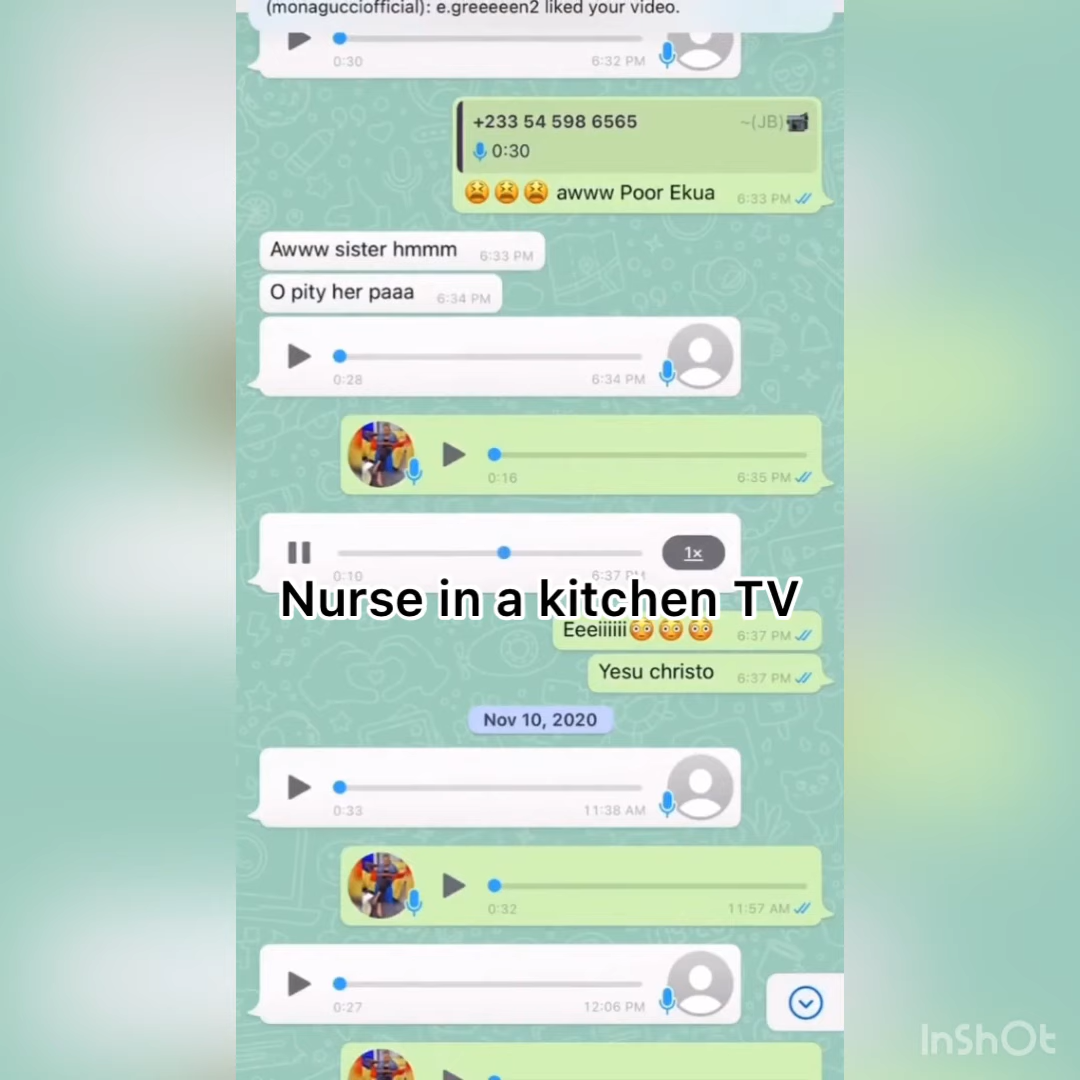 (monagucciofficial): e.greeeeen2 liked your video.
0:30 6:32 PM
+233 54 598 6565 ~(JB)📹
0:30
😫😫😫 awww Poor Ekua 6:33 PM
Awww sister hmmm 6:33 PM
O pity her paaa 6:34 PM
0:28 6:34 PM
0:16 6:35 PM
1x
0:10 6:37 PM
Nurse in a kitchen TV
Eeeiiiiii😳😳😳 6:37 PM
Yesu christo 6:37 PM
Nov 10, 2020
0:33 11:38 AM
0:32 11:57 AM
0:27 12:06 PM
InShOt